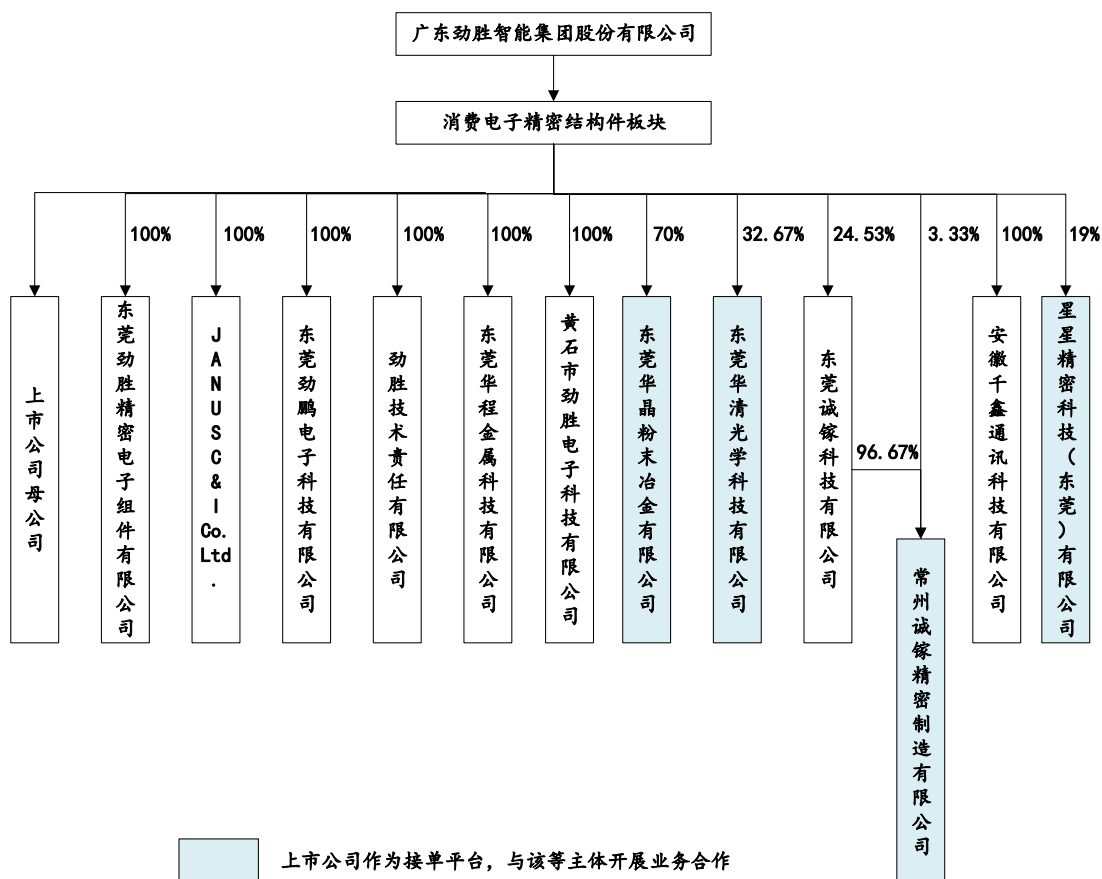 广东劲胜智能集团股份有限公司
消费电子精密结构件板块
100%
100%
100%
100%
100%
100%
70%
32.67%
24.53%
3.33%
100%
19%
上市公司母公司
东莞劲胜精密电子组件有限公司
JANUSC&I Co. Ltd.
东莞劲鹏电子科技有限公司
劲胜技术责任有限公司
东莞华程金属科技有限公司
黄石市劲胜电子科技有限公司
东莞华晶粉末冶金有限公司
东莞华清光学科技有限公司
东莞诚镓科技有限公司
96.67%
常州诚镓精密制造有限公司
安徽千鑫通讯科技有限公司
星星精密科技（东莞）有限公司
上市公司作为接单平台，与该等主体开展业务合作